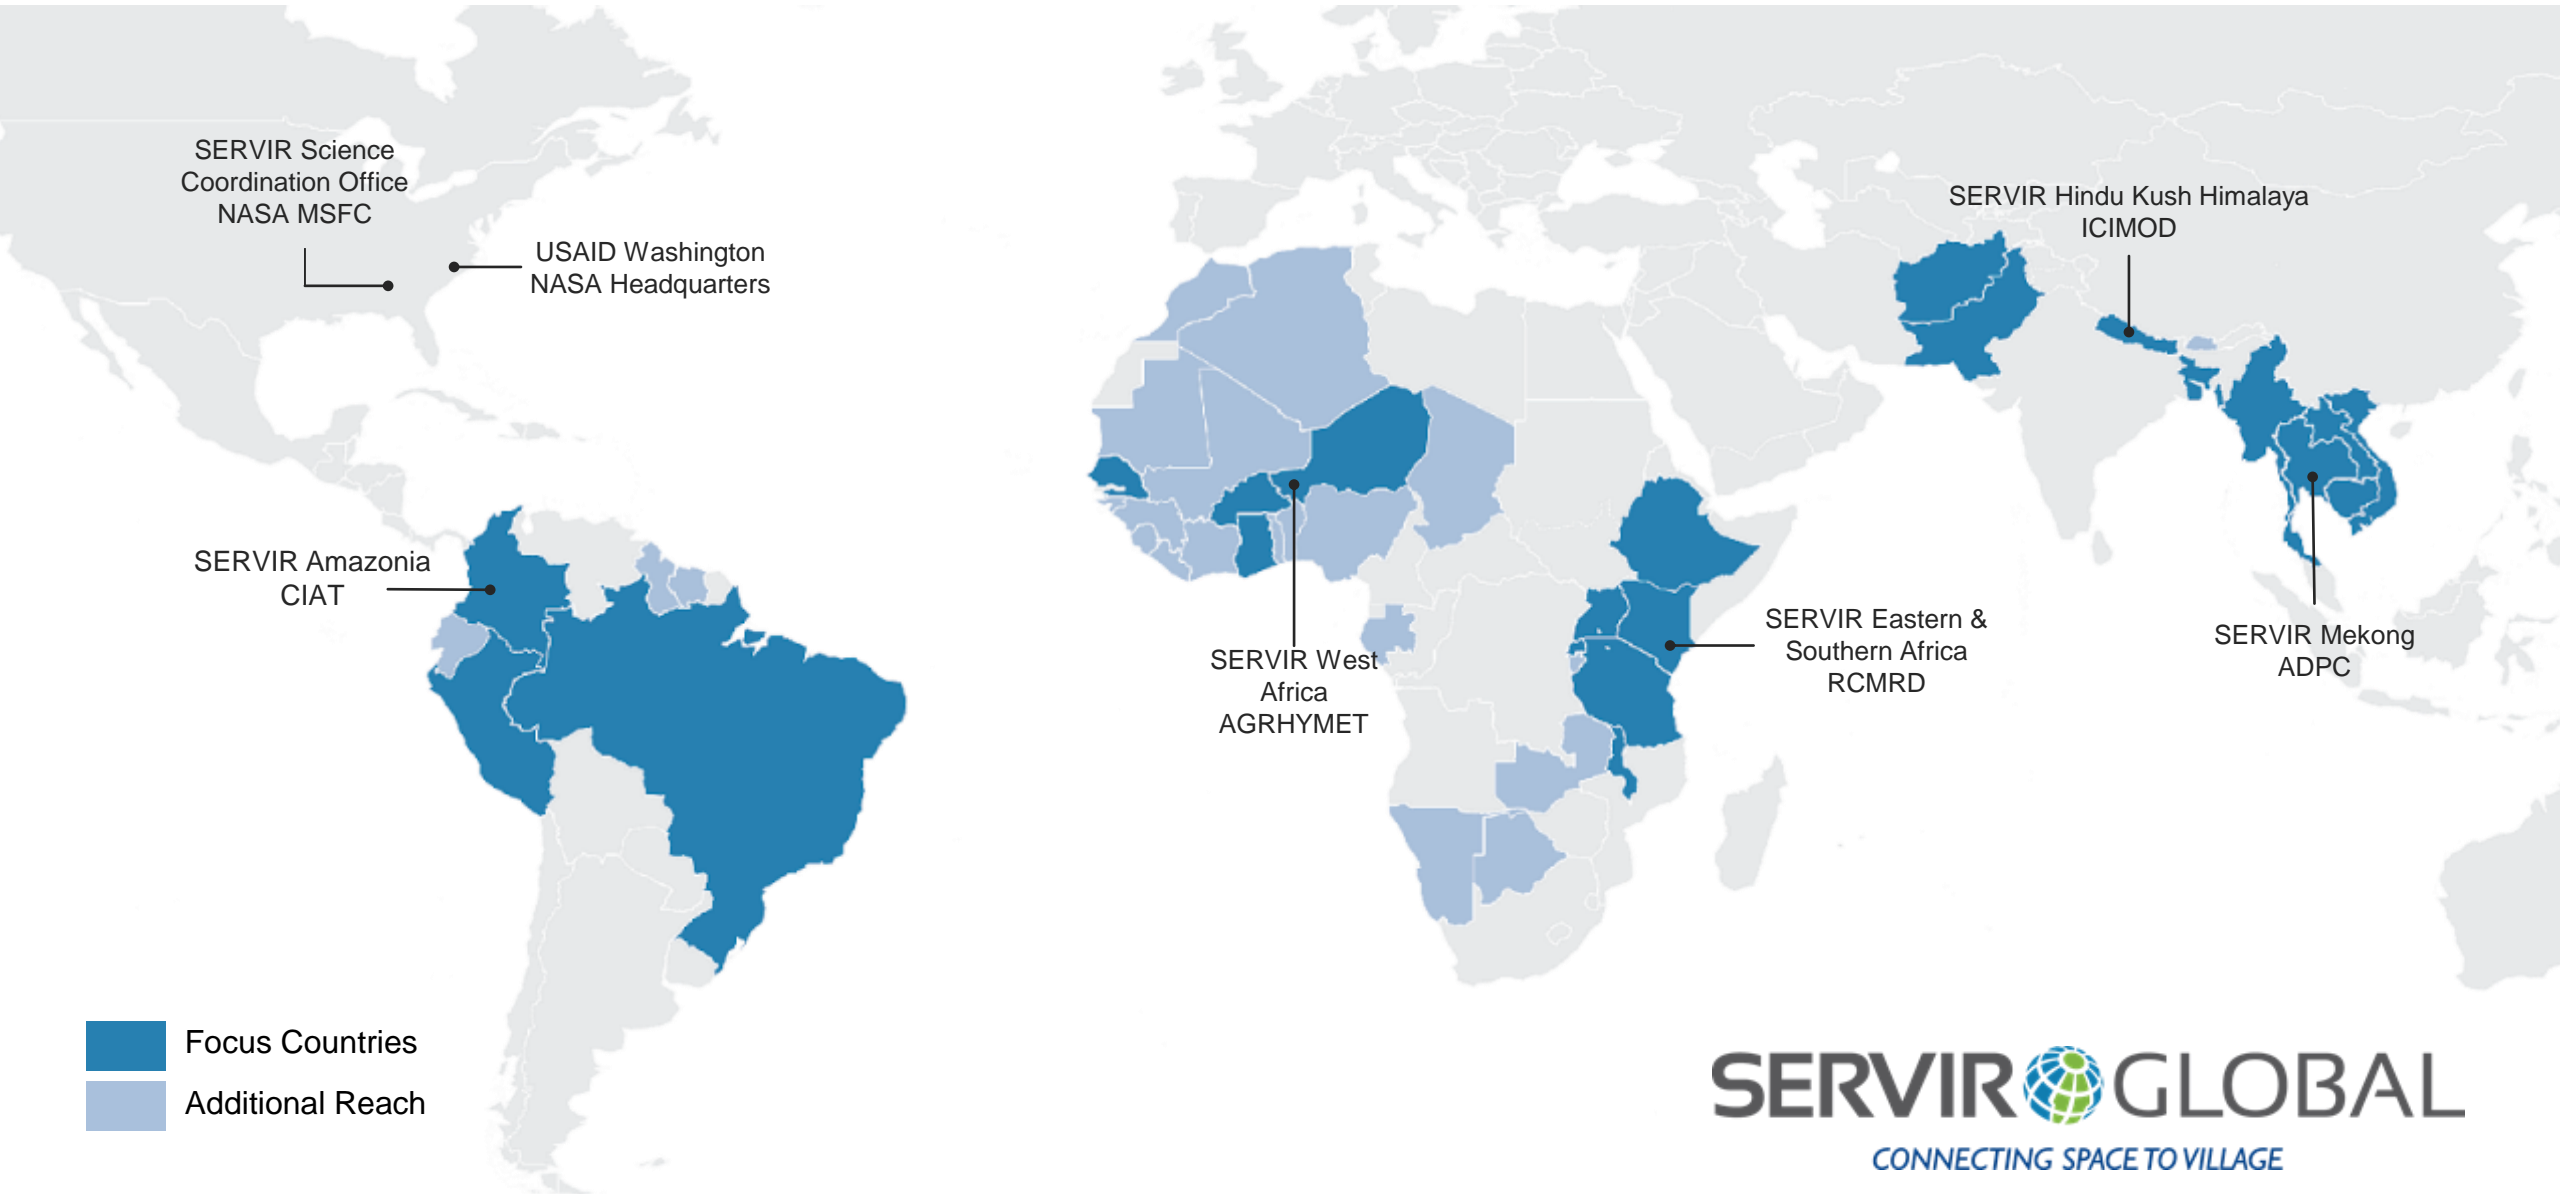 SERVIR Science
Coordination Office
NASA MSFC
USAID Washington
NASA Headquarters
SERVIR Hindu Kush Himalaya
ICIMOD
SERVIR Amazonia
CIAT
SERVIR West
Africa
AGRHYMET
SERVIR Eastern &
Southern Africa
RCMRD
SERVIR Mekong
ADPC
Focus Countries
Additional Reach
SERVIR GLOBAL
CONNECTING SPACE TO VILLAGE